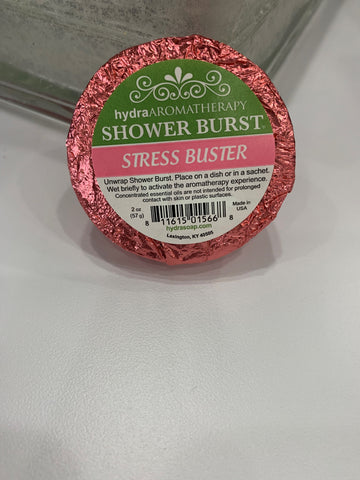 hydraAROMATHERAPY
SHOWER BURST
STRESS BUSTER
Unwrap Shower Burst. Place on a dish or in a sachet.
Wet briefly to activate the aromatherapy experience.
Concentrated essential oils are not intended for prolonged
contact with skin or plastic surfaces.
2 oz
(57 g)
Made in
USA
8 11615 01566 8
hydrasoap.com
Lexington, KY 40505